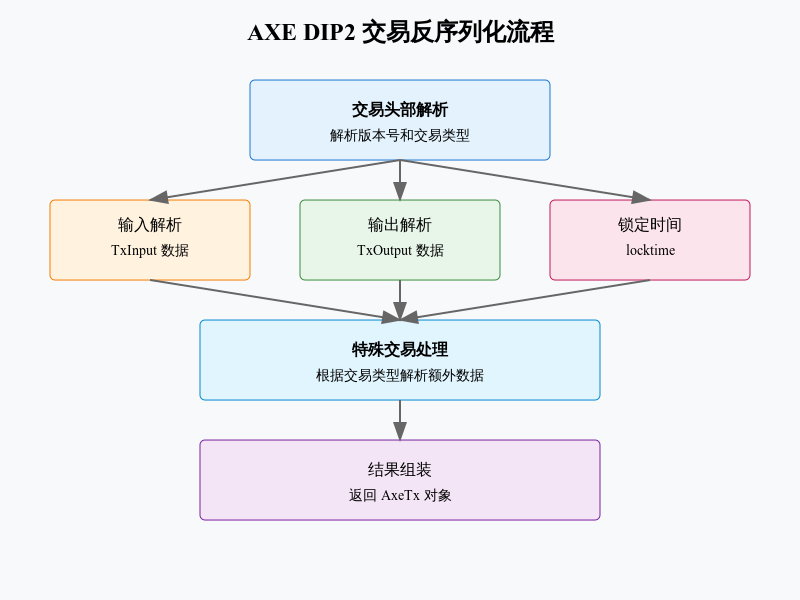 AXE DIP2 交易反序列化流程
交易头部解析
解析版本号和交易类型
输入解析
TxInput 数据
输出解析
TxOutput 数据
锁定时间
locktime
特殊交易处理
根据交易类型解析额外数据
结果组装
返回 AxeTx 对象